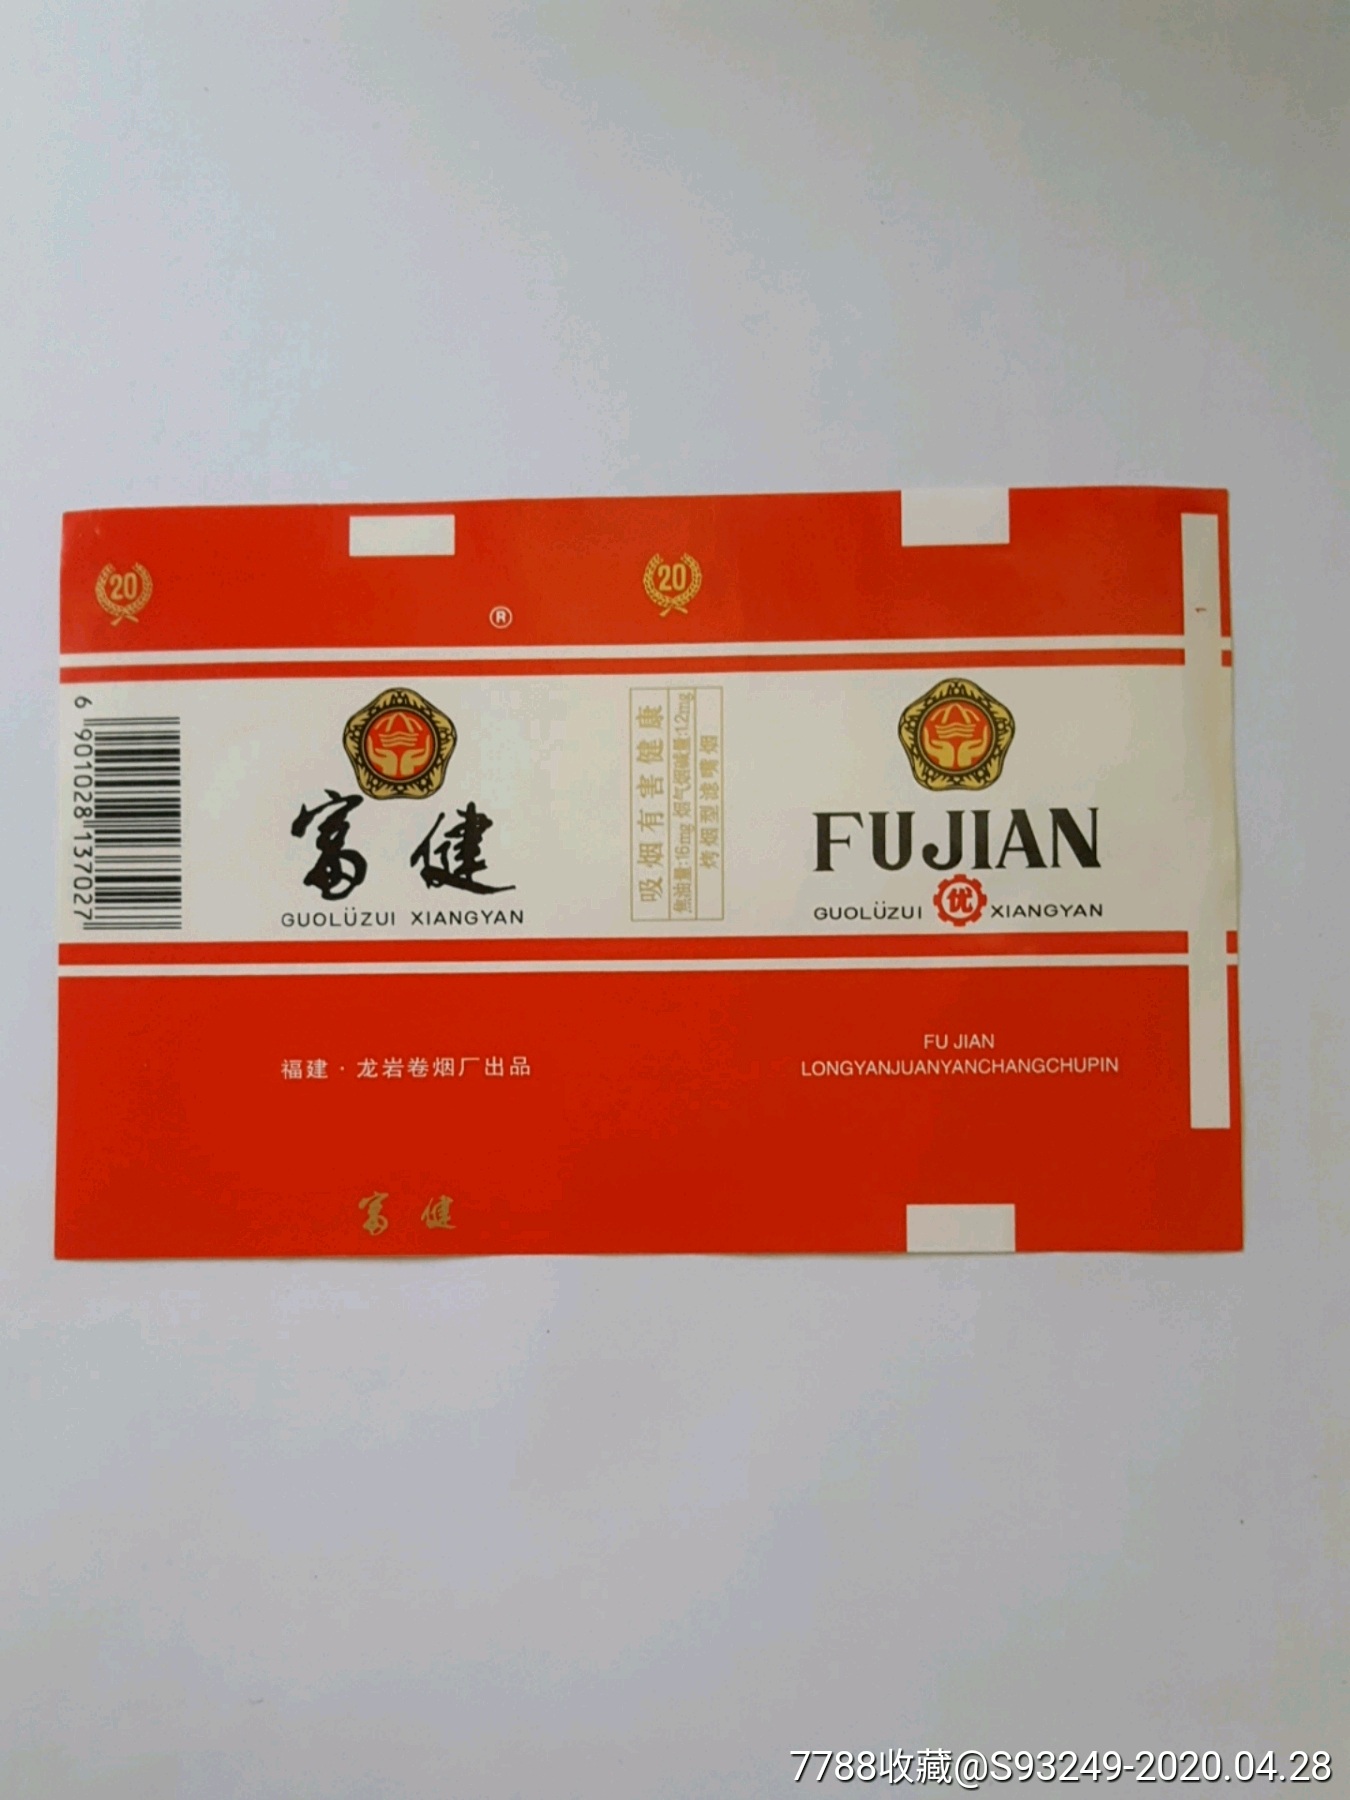 20
®
20
1
6 901028 137027
富健
GUOLÜZUI XIANGYAN
吸烟有害健康
焦油量:16mg 烟气烟碱量:1.2mg
烤烟型滤嘴烟
FUJIAN
GUOLÜZUI 优 XIANGYAN
福建·龙岩卷烟厂出品
FU JIAN
LONGYANJUANYANCHANGCHUPIN
富健
7788收藏@S93249-2020.04.28